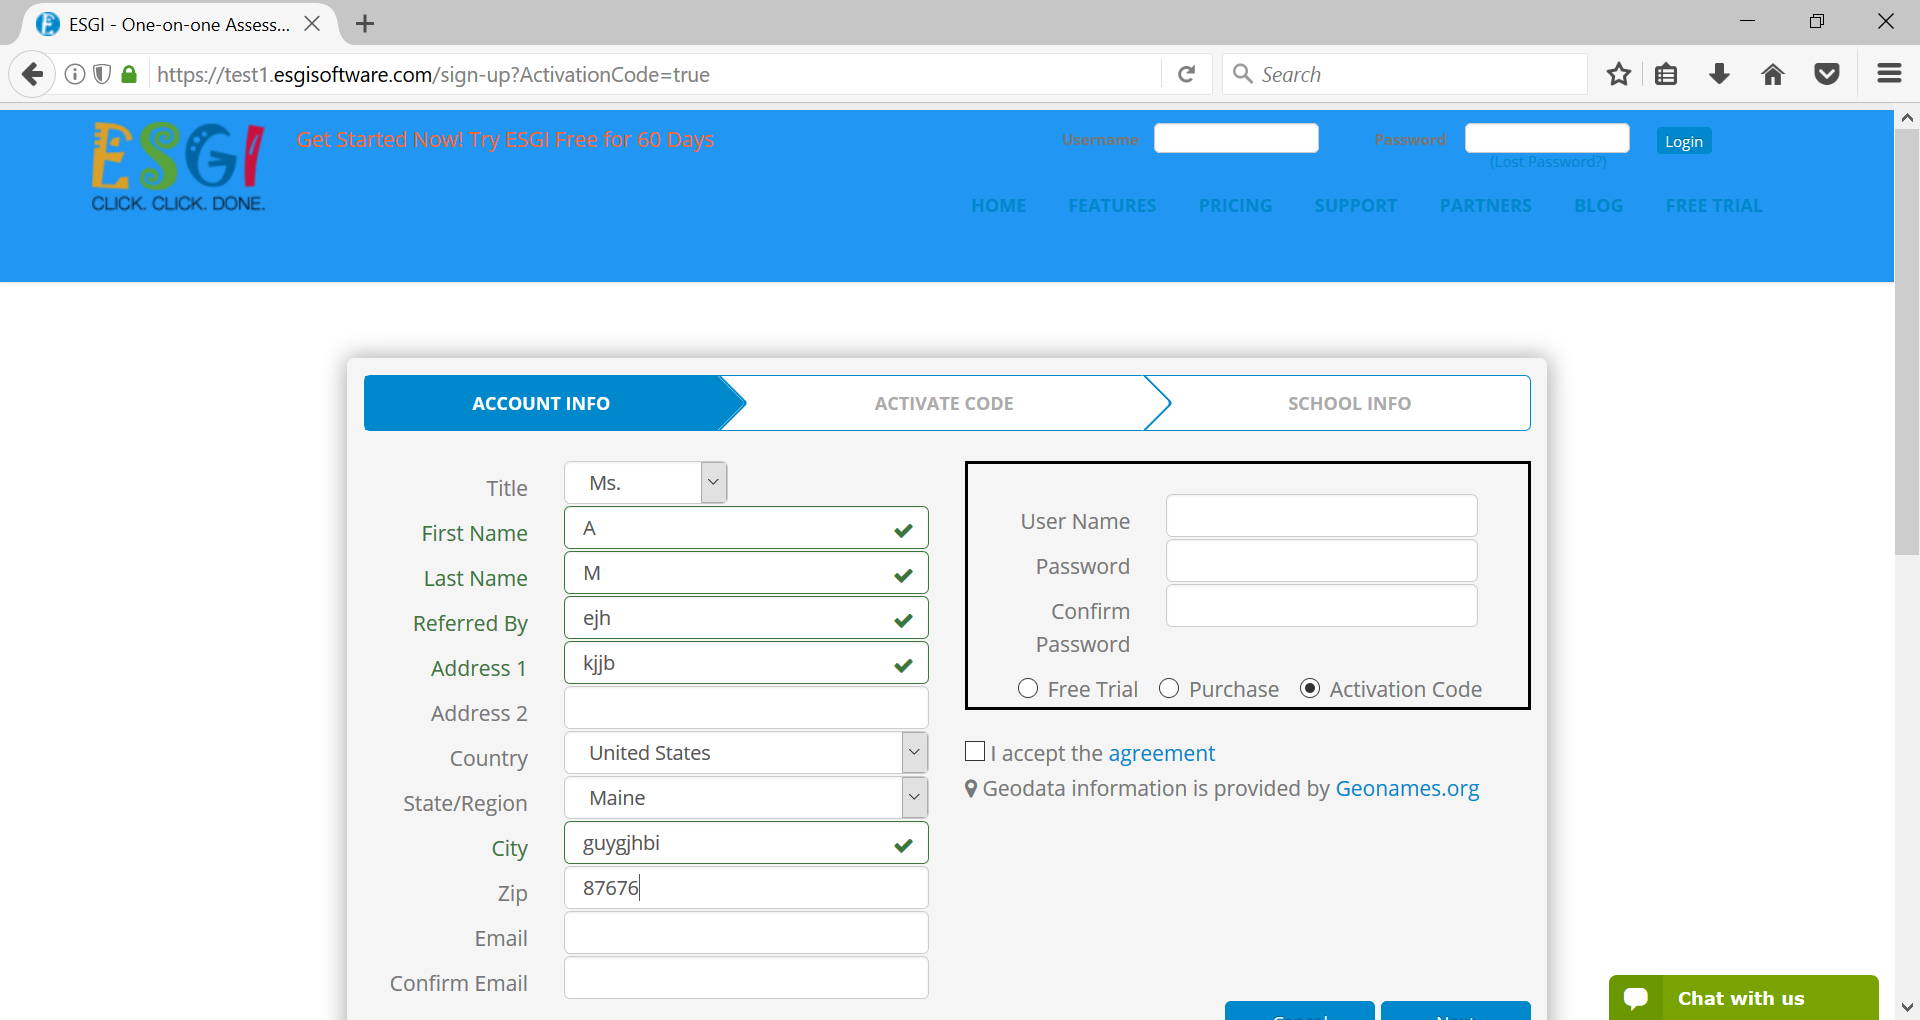 ESGI - One-on-one Assess...
https://test1.esgisoftware.com/sign-up?ActivationCode=true
Search
ESGI
CLICK. CLICK. DONE.
Get Started Now! Try ESGI Free for 60 Days
Username
Password
Login
(Lost Password?)
HOME FEATURES PRICING SUPPORT PARTNERS BLOG FREE TRIAL
ACCOUNT INFO
ACTIVATE CODE
SCHOOL INFO
Title Ms.
First Name A
Last Name M
Referred By ejh
Address 1 kjjb
Address 2
Country United States
State/Region Maine
City guygjhbi
Zip 87676
Email
Confirm Email
User Name
Password
Confirm
Password
Free Trial Purchase Activation Code
I accept the agreement
Geodata information is provided by Geonames.org
Chat with us